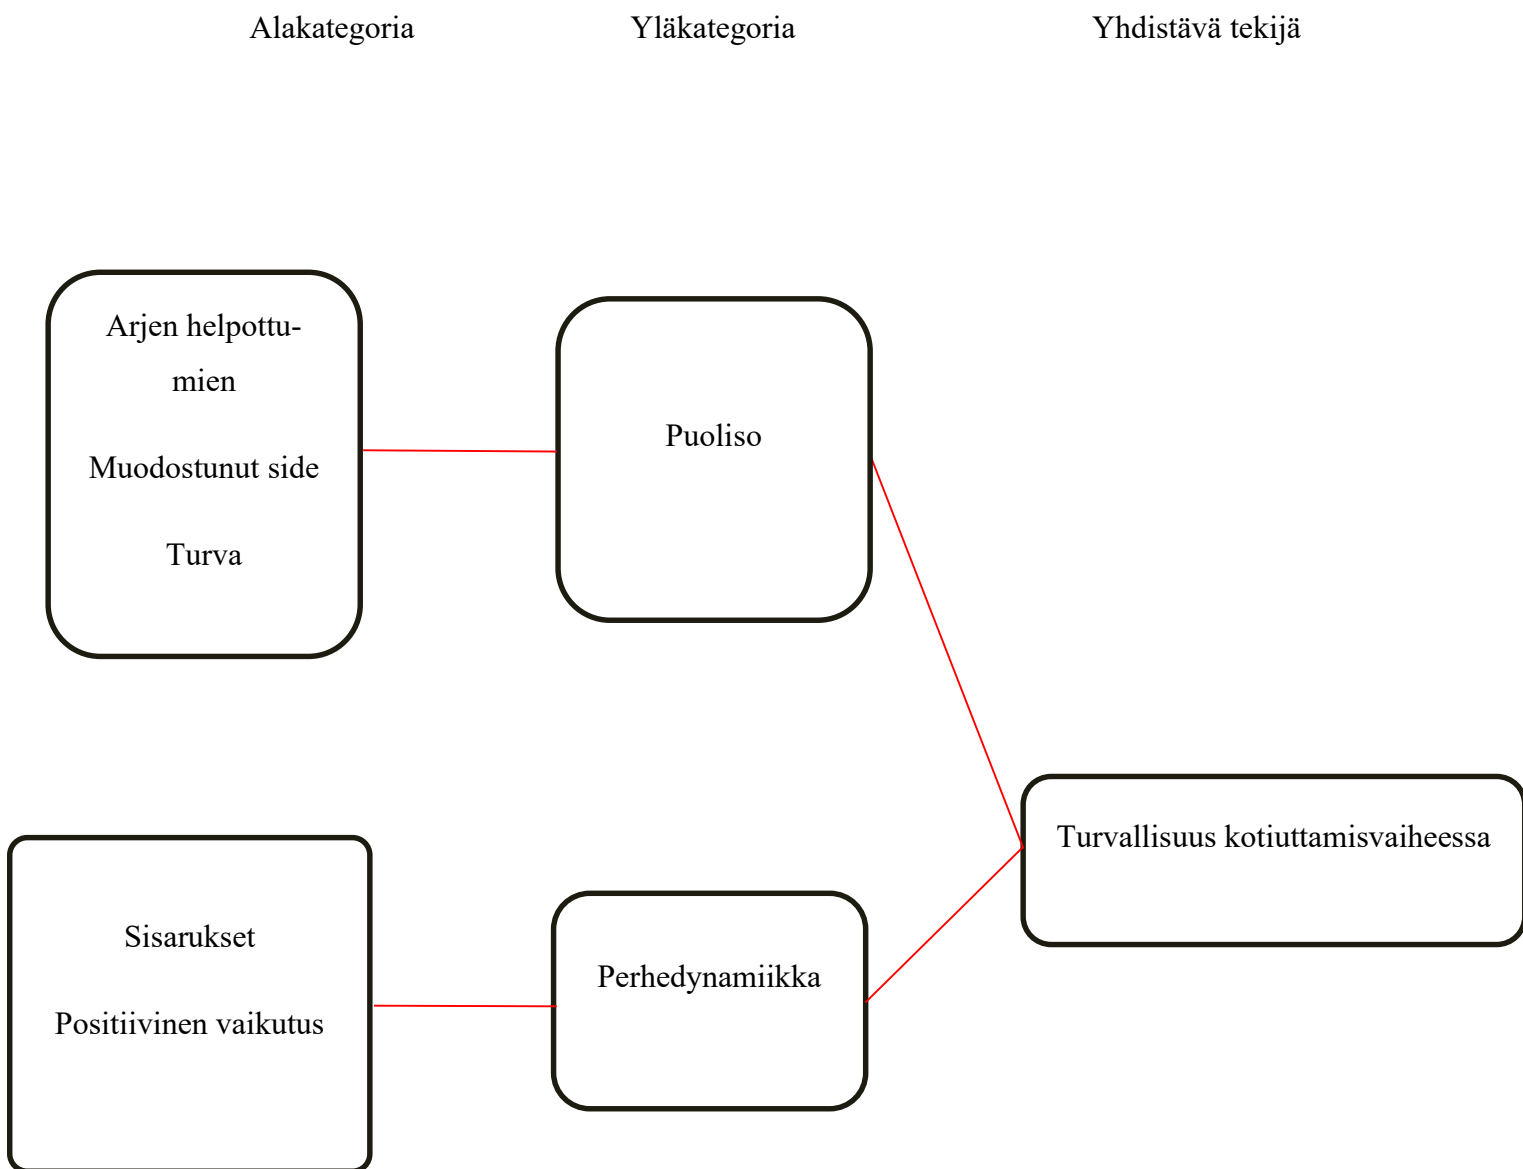 Alakategoria
Yläkategoria
Yhdistävä tekijä
Arjen helpottu-
mien
Muodostunut side
Turva
Puoliso
Sisarukset
Positiivinen vaikutus
Perhedynamiikka
Turvallisuus kotiuttamisvaiheessa